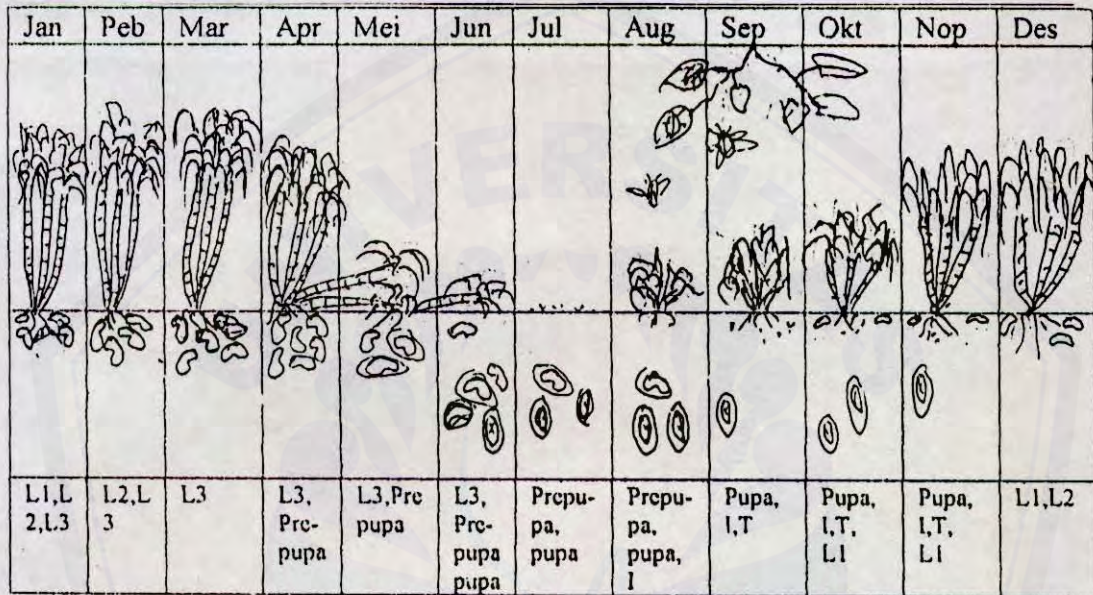 Jan Peb Mar Apr Mei Jun Jul Aug Sep Okt Nop Des
L1,L L2,L L3 L3, L3,Pre L3, Prepu- Prepu- Pupa, Pupa, Pupa, L1,L2
2,L3 3 Pre- pupa Pre- pa, pa, I,T I,T, I,T,
pupa pupa pupa pupa, L1 L1
pupa I